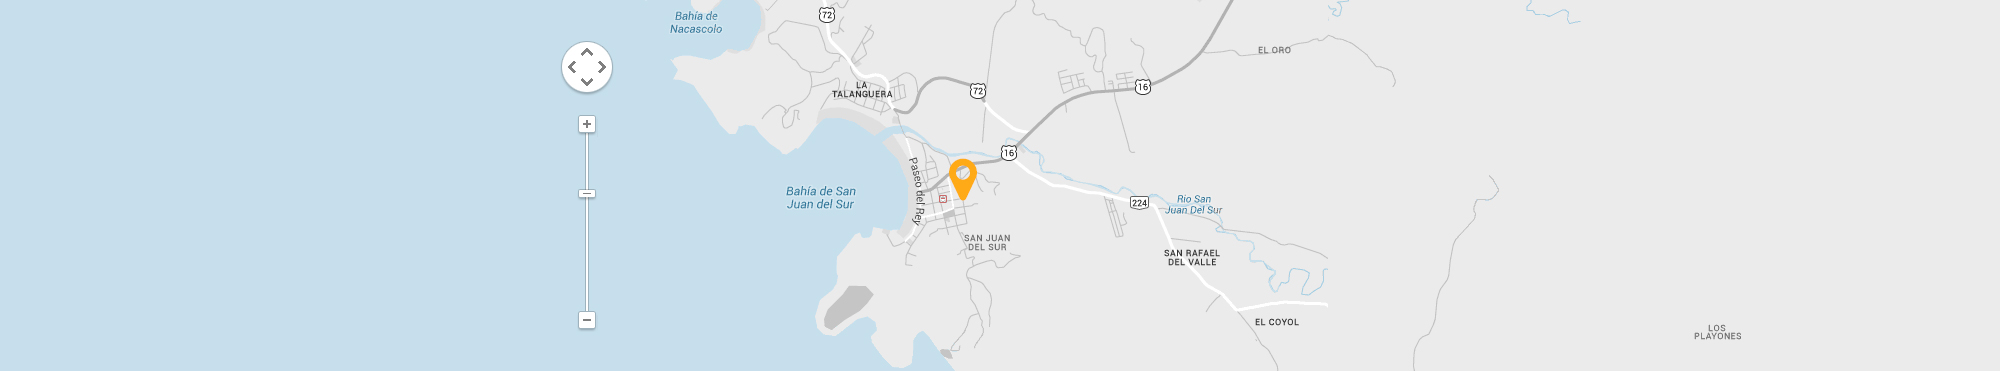 Bahía de
Nacascolo
72
EL ORO
LA
TALANGUERA
72
16
16
Paseo del Rey
Bahía de San
Juan del Sur
224
Rio San
Juan Del Sur
SAN JUAN
DEL SUR
SAN RAFAEL
DEL VALLE
EL COYOL
LOS
PLAYONES